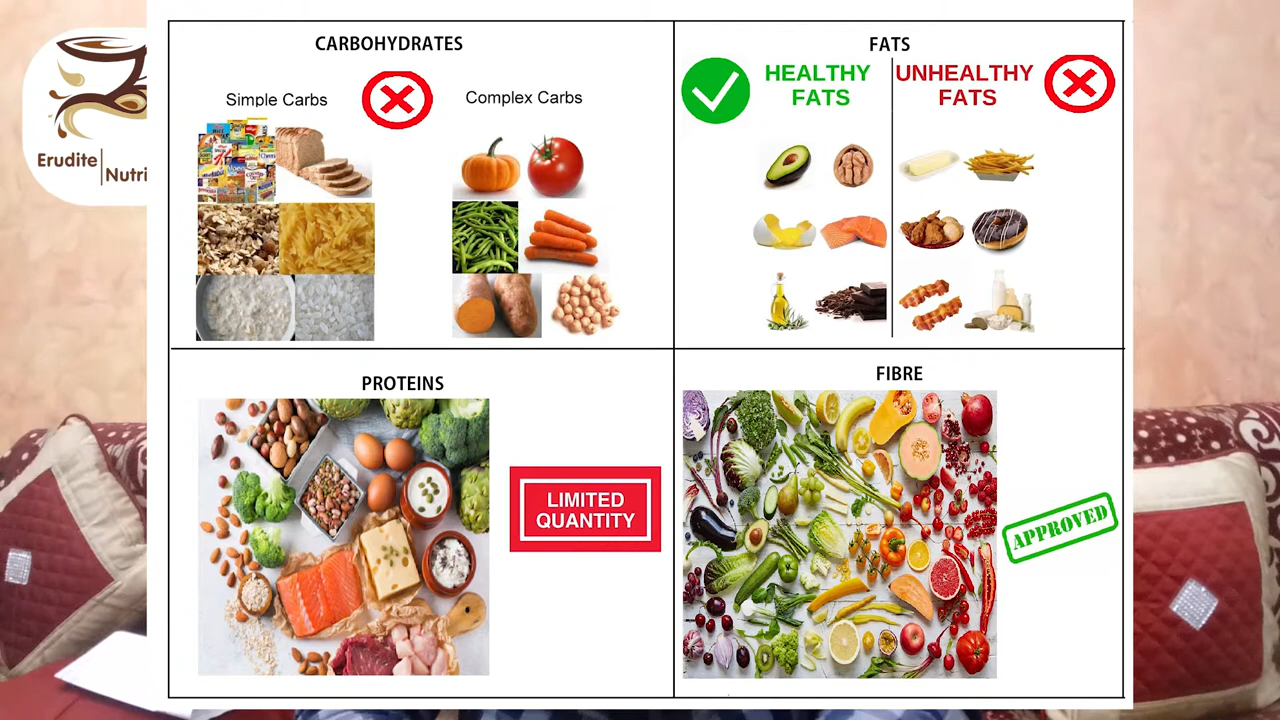 Erudite
Nutri
CARBOHYDRATES
Simple Carbs
Complex Carbs
FATS
HEALTHY
FATS
UNHEALTHY
FATS
PROTEINS
LIMITED
QUANTITY
FIBRE
APPROVED